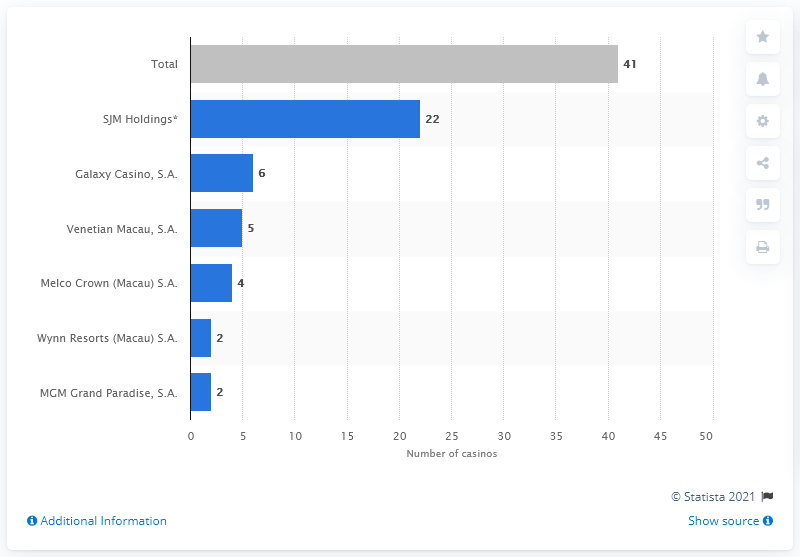 Total
41
SJM Holdings*
22
Galaxy Casino, S.A.
6
Venetian Macau, S.A.
5
Melco Crown (Macau) S.A.
4
Wynn Resorts (Macau) S.A.
2
MGM Grand Paradise, S.A.
2
0 5 10 15 20 25 30 35 40 45 50
Number of casinos
© Statista 2021
Additional Information
Show source